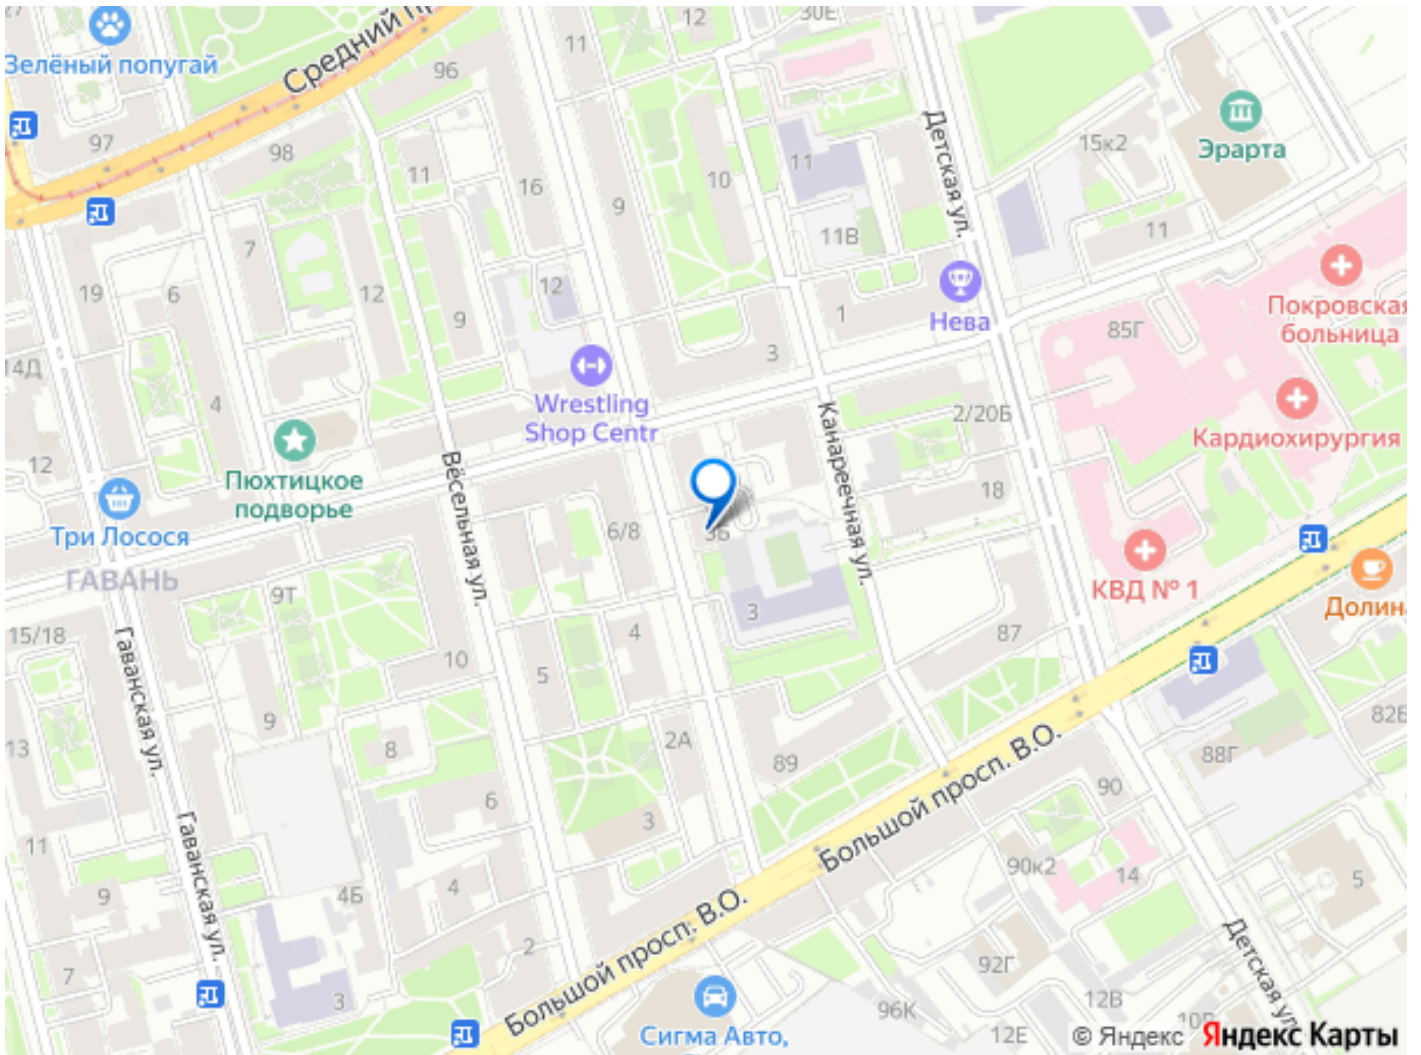 27
12
30Е
Зелёный попугай
Средний п
11
96
97
98
11
16
9
10
11
Детская ул.
15к2
Эрарта
7
11В
11
19
6
12
12
9
1
Нева
Покровская
больница
85Г
14Д
3
4
Wrestling
Shop Centr
2/20Б
Кардиохирургия
12
Пюхтицкое
подворье
Вёсельная ул.
Канареечная ул.
18
Три Лосося
6/8
3Б
ГАВАНЬ
9Т
КВД № 1
Долина
15/18
Гаванская ул.
10
4
3
87
5
9
13
8
2А
89
88Г
82Б
6
3
Большой просп. В.О.
90
11
90к2
14
5
9
4Б
4
Гаванская ул.
Большой просп. В.О.
Детская ул.
7
2
92Г
3
96К
12В
10Б
12Е
Сигма Авто,
© Яндекс Яндекс Карты